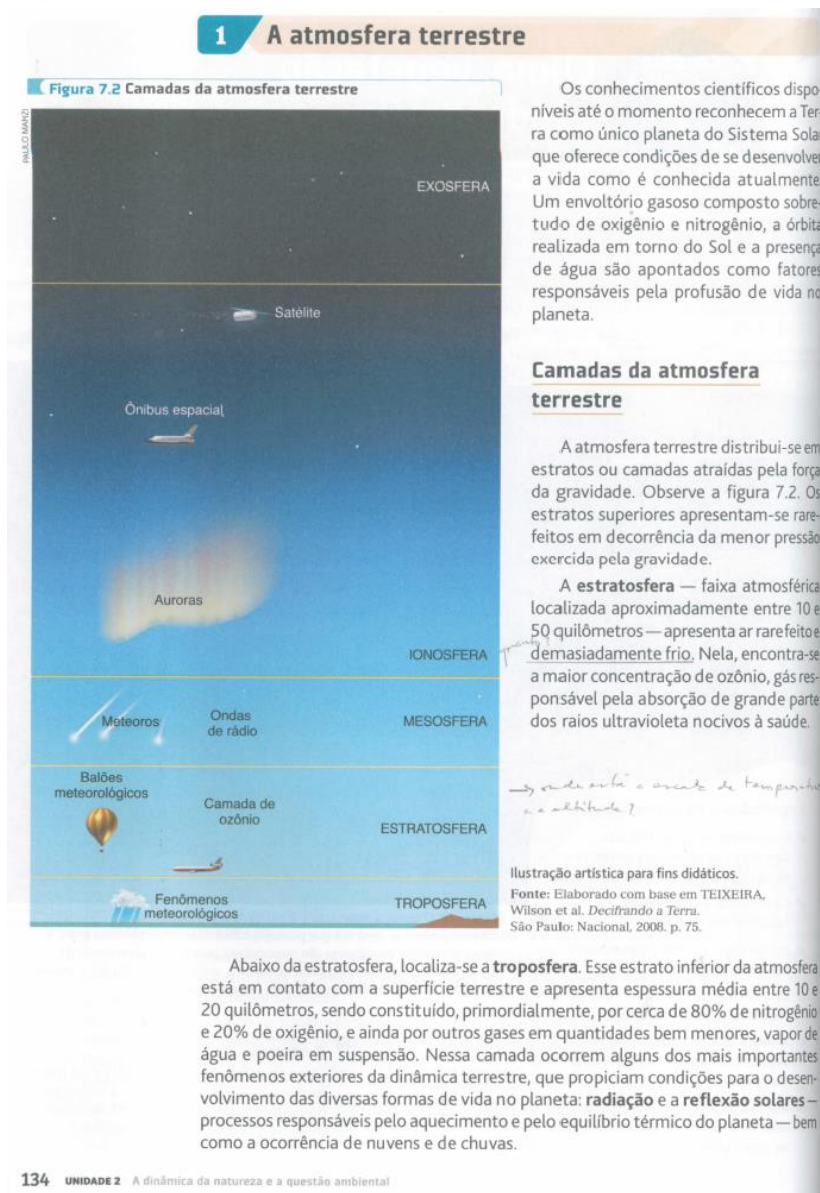 1 A atmosfera terrestre
Figura 7.2 Camadas da atmosfera terrestre
PAULO MANZI
EXOSFERA
Satélite
Ônibus espacial
Auroras
IONOSFERA
Meteoros
Ondas
de rádio
MESOSFERA
Balões
meteorológicos
Camada de
ozônio
ESTRATOSFERA
Fenômenos
meteorológicos
TROPOSFERA
Os conhecimentos científicos dispo
níveis até o momento reconhecem a Ter
ra como único planeta do Sistema Sola
que oferece condições de se desenvolver
a vida como é conhecida atualmente
Um envoltório gasoso composto sobre-
tudo de oxigênio e nitrogênio, a órbita
realizada em torno do Sol e a presença
de água são apontados como fatores
responsáveis pela profusão de vida no
planeta.
Camadas da atmosfera
terrestre
A atmosfera terrestre distribui-se em
estratos ou camadas atraídas pela força
da gravidade. Observe a figura 7.2. Os
estratos superiores apresentam-se rare-
feitos em decorrência da menor pressão
exercida pela gravidade.
A estratosfera — faixa atmosférica
localizada aproximadamente entre 10 e
50 quilômetros — apresenta ar rarefeito e
demasiadamente frio. Nela, encontra-se
a maior concentração de ozônio, gás res-
ponsável pela absorção de grande parte
dos raios ultravioleta nocivos à saúde.
→ onde está a escala de temperatu
e a altitude?
Ilustração artística para fins didáticos.
Fonte: Elaborado com base em TEIXEIRA,
Wilson et al. Decifrando a Terra.
São Paulo: Nacional, 2008. p. 75.
Abaixo da estratosfera, localiza-se a troposfera. Esse estrato inferior da atmosfera
está em contato com a superfície terrestre e apresenta espessura média entre 10 e
20 quilômetros, sendo constituído, primordialmente, por cerca de 80% de nitrogênio
e 20% de oxigênio, e ainda por outros gases em quantidades bem menores, vapor de
água e poeira em suspensão. Nessa camada ocorrem alguns dos mais importantes
fenômenos exteriores da dinâmica terrestre, que propiciam condições para o desen-
volvimento das diversas formas de vida no planeta: radiação e a reflexão solares –
processos responsáveis pelo aquecimento e pelo equilíbrio térmico do planeta — bem
como a ocorrência de nuvens e de chuvas.
134 UNIDADE 2 A dinâmica da natureza e a questão ambiental